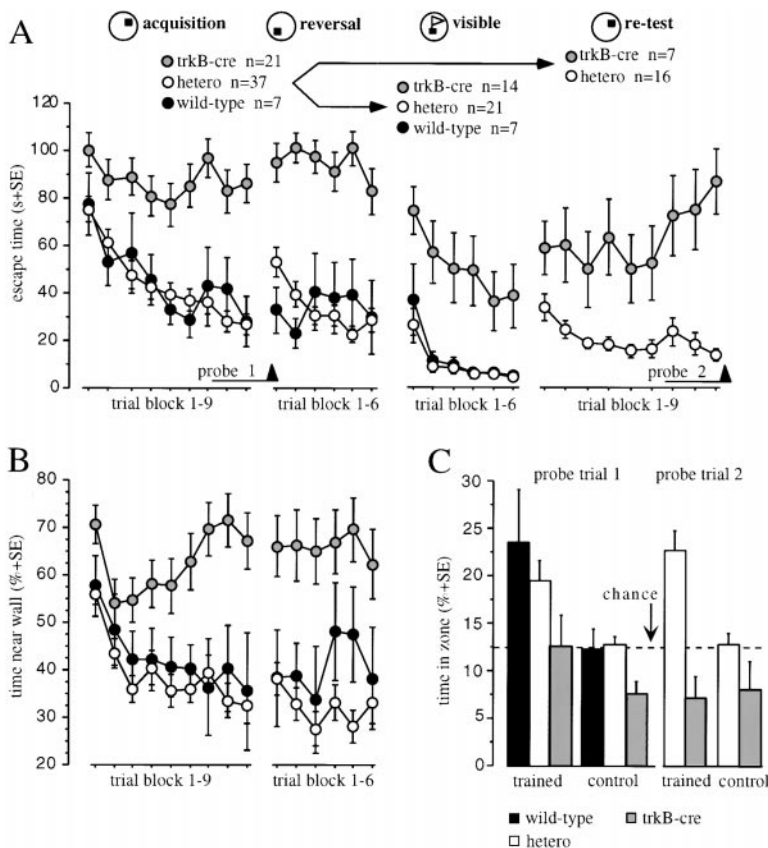 A
acquisition
reversal
visible
re-test
trkB-cre n=21
hetero n=37
wild-type n=7
trkB-cre n=14
hetero n=21
wild-type n=7
trkB-cre n=7
hetero n=16
escape time (s+SE)
120
100
80
60
40
20
0
probe 1
probe 2
trial block 1-9
trial block 1-6
trial block 1-6
trial block 1-9
B
time near wall (%+SE)
80
70
60
50
40
30
20
trial block 1-9
trial block 1-6
C
probe trial 1
probe trial 2
time in zone (%+SE)
30
25
20
15
10
5
0
chance
trained
control
trained
control
wild-type
trkB-cre
hetero